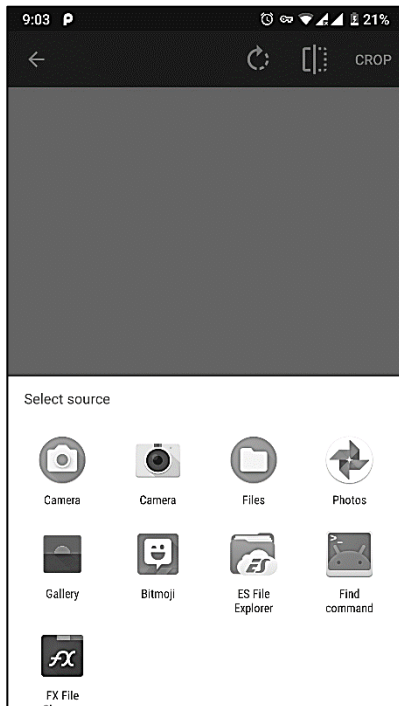 9:03 21%
CROP
Select source
Camera Camera Files Photos
Gallery Bitmoji ES File Explorer Find command
FX File